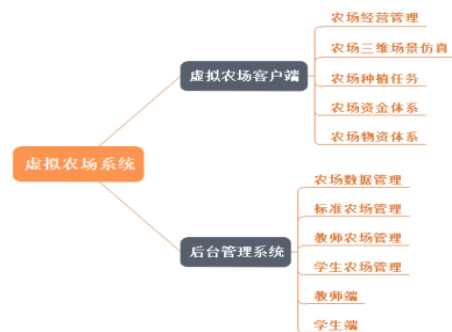 农场经营管理
农场三维场景仿真
虚拟农场客户端
农场种植任务
农场资金体系
农场物资体系
虚拟农场系统
农场数据管理
标准农场管理
教师农场管理
后台管理系统
学生农场管理
教师端
学生端